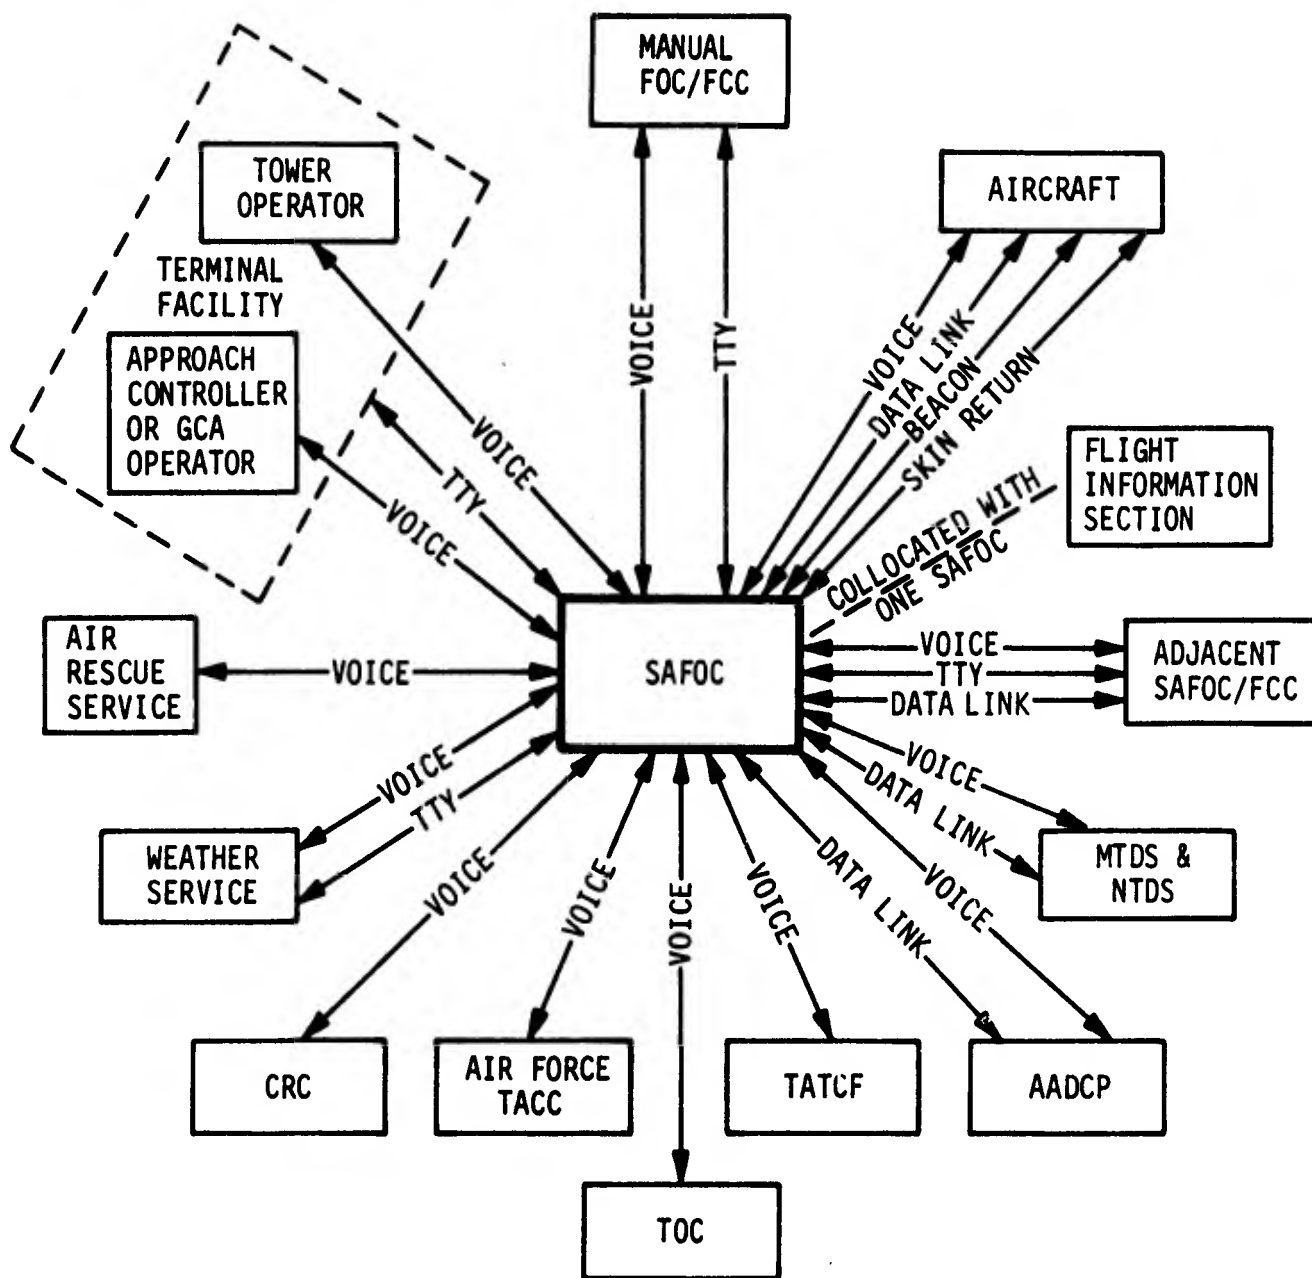 MANUAL
FOC/FCC
TOWER
OPERATOR
AIRCRAFT
TERMINAL
FACILITY
APPROACH
CONTROLLER
OR GCA
OPERATOR
VOICE
TTY
VOICE
DATA LINK
BEACON
SKIN RETURN
VOICE
TTY
VOICE
FLIGHT
INFORMATION
SECTION
COLLOCATED WITH
ONE SAFOC
AIR
RESCUE
SERVICE
VOICE
SAFOC
VOICE
TTY
DATA LINK
ADJACENT
SAFOC/FCC
VOICE
TTY
WEATHER
SERVICE
VOICE
DATA LINK
MTDS &
NTDS
VOICE
VOICE
VOICE
VOICE
DATA LINK
VOICE
CRC
AIR FORCE
TACC
TATCF
AADCP
TOC